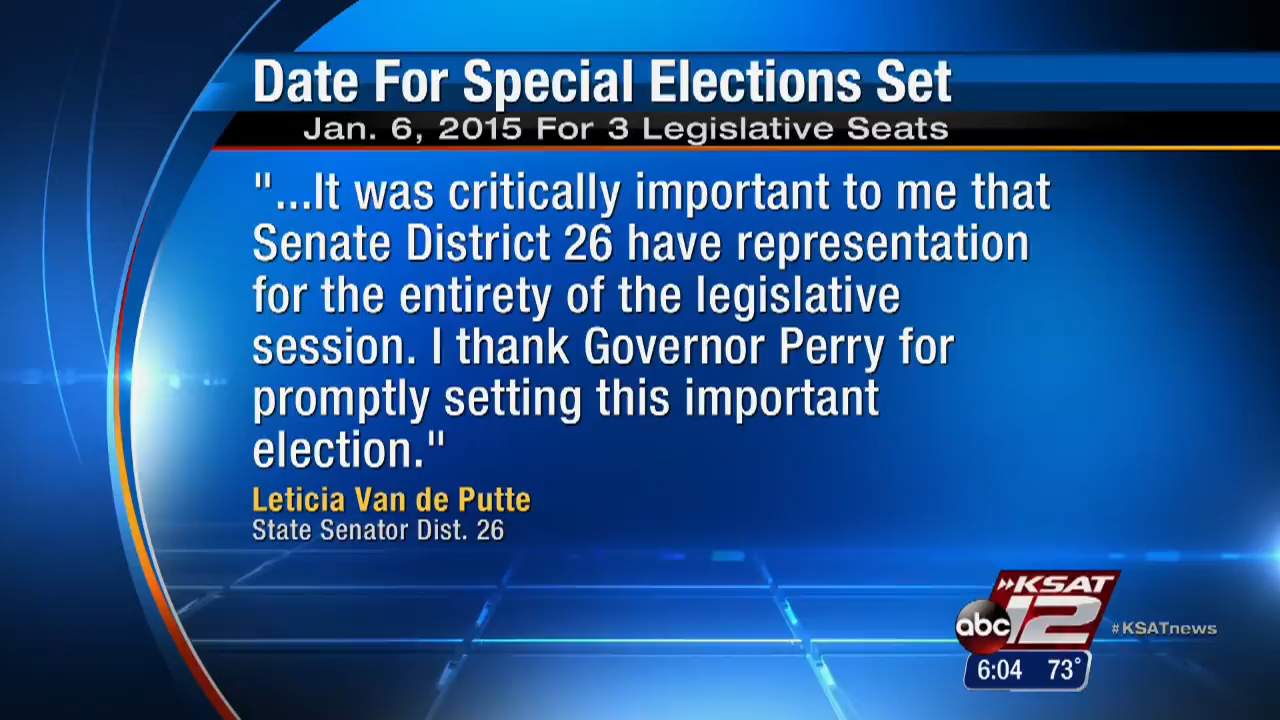 Date For Special Elections Set
Jan. 6, 2015 For 3 Legislative Seats
"...It was critically important to me that
Senate District 26 have representation
for the entirety of the legislative
session. I thank Governor Perry for
promptly setting this important
election."
Leticia Van de Putte
State Senator Dist. 26
KSAT
abc 12
#KSATnews
6:04 73°